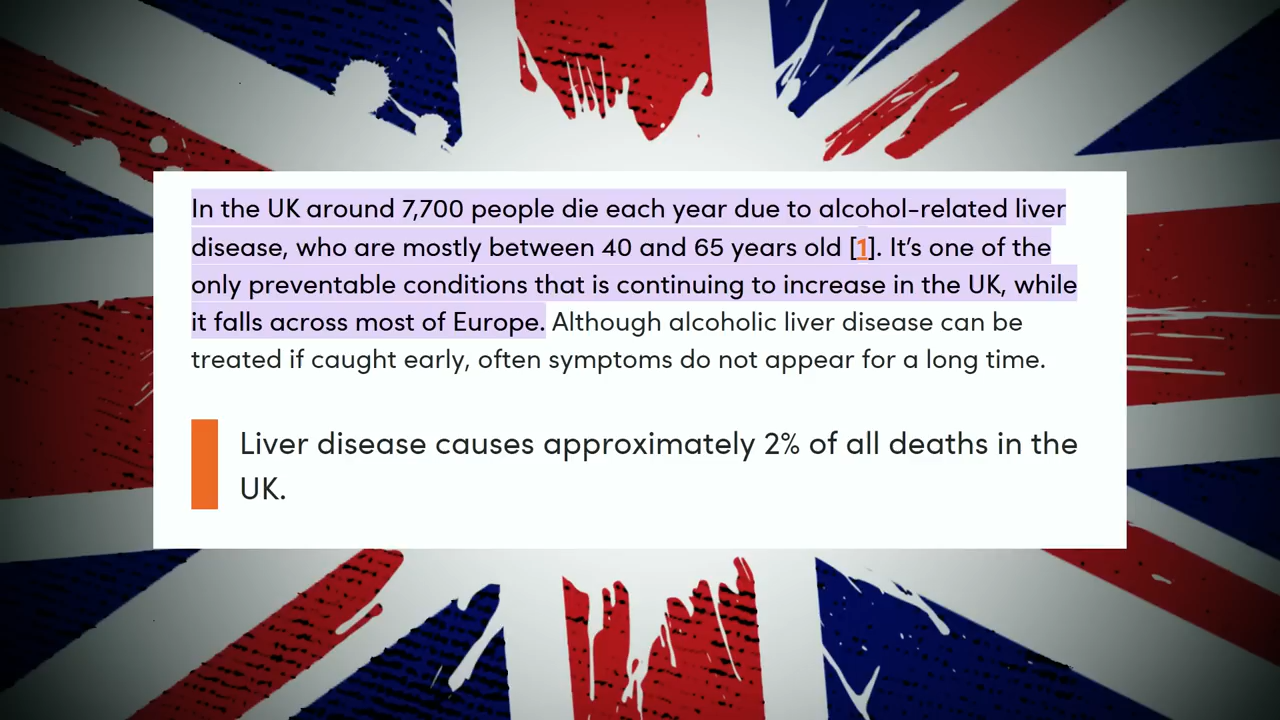 In the UK around 7,700 people die each year due to alcohol-related liver
disease, who are mostly between 40 and 65 years old [1]. It’s one of the
only preventable conditions that is continuing to increase in the UK, while
it falls across most of Europe. Although alcoholic liver disease can be
treated if caught early, often symptoms do not appear for a long time.
Liver disease causes approximately 2% of all deaths in the
UK.